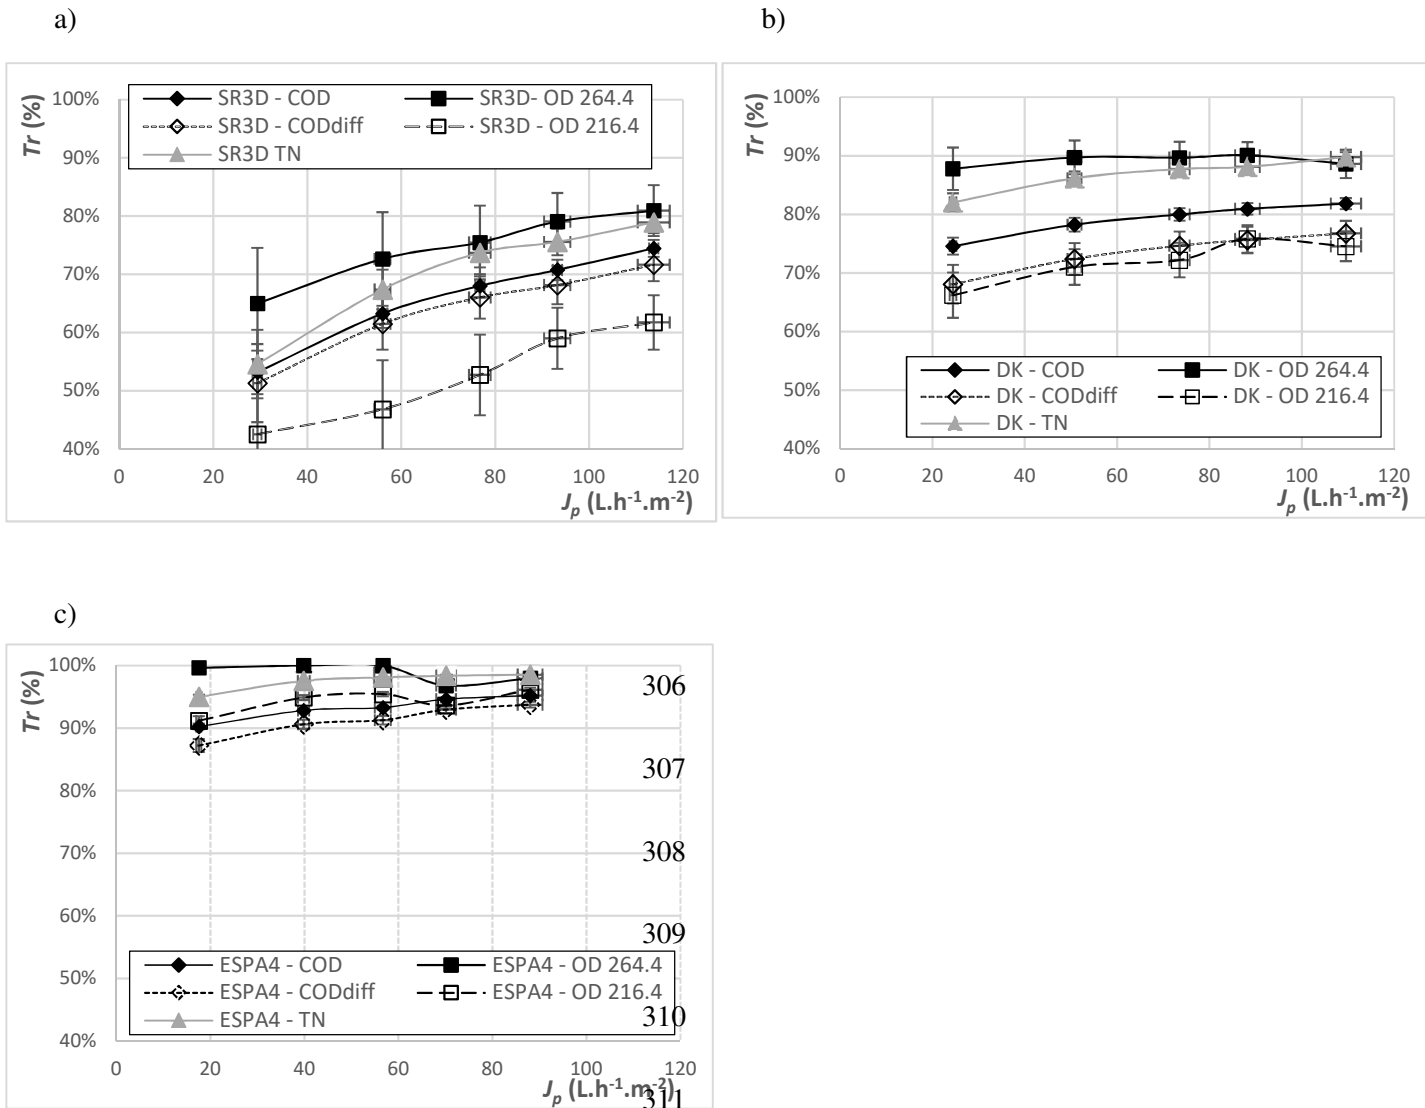 a)
b)
Tr (%)
SR3D - COD SR3D- OD 264.4
SR3D - CODdiff SR3D - OD 216.4
SR3D TN
100%
90%
80%
70%
60%
50%
40%
0 20 40 60 80 100 120
Jp (L.h-1.m-2)
Tr (%)
100%
90%
80%
70%
60%
50%
40%
DK - COD DK - OD 264.4
DK - CODdiff DK - OD 216.4
DK - TN
0 20 40 60 80 100 120
Jp (L.h-1.m-2)
c)
Tr (%)
100%
90%
80%
70%
60%
50%
40%
ESPA4 - COD ESPA4 - OD 264.4
ESPA4 - CODdiff ESPA4 - OD 216.4
ESPA4 - TN
0 20 40 60 80 100 120
Jp (L.h-1.m-2)
306
307
308
309
310
311